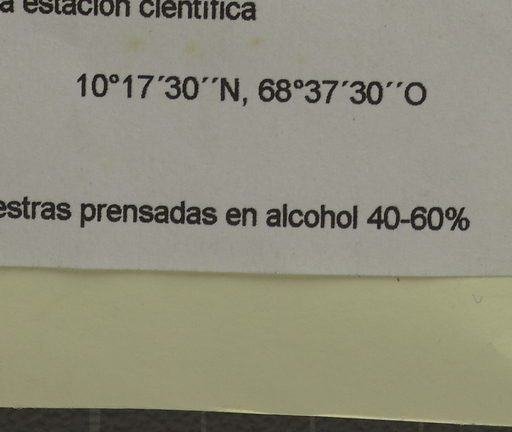 a estación científica
10°17´30´´N, 68°37´30´´O
estras prensadas en alcohol 40-60%